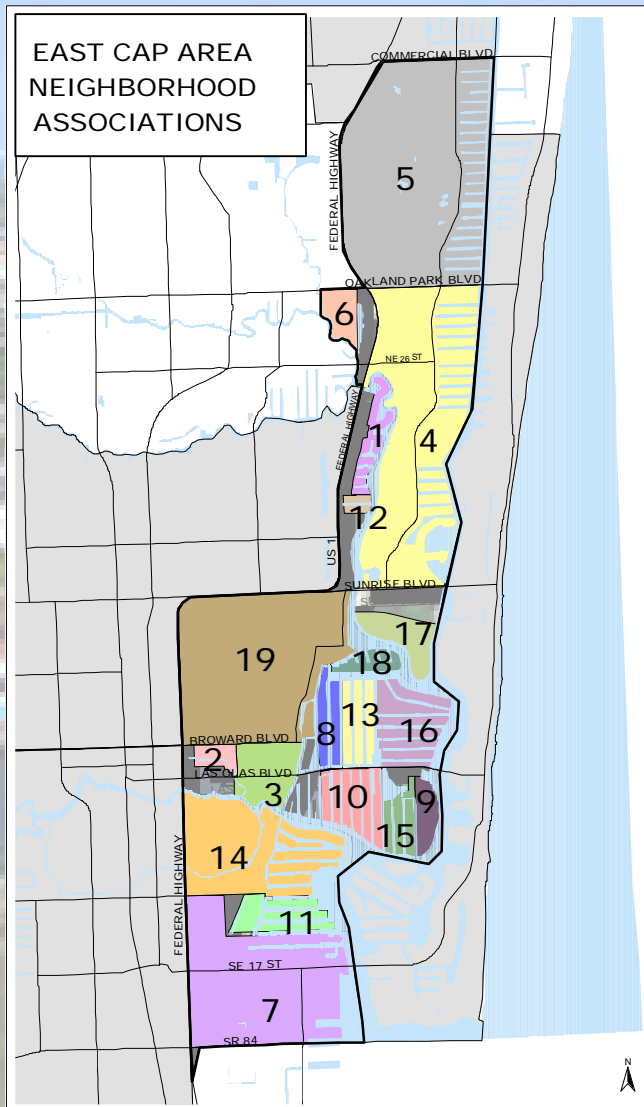 EAST CAP AREA
NEIGHBORHOOD
ASSOCIATIONS
COMMERCIAL BLVD
FEDERAL HIGHWAY
5
OAKLAND PARK BLVD
6
NE 26 ST
FEDERAL HIGHWAY
1
4
12
US 1
SUNRISE BLVD
17
19
18
8
13
16
BROWARD BLVD
2
LAS OLAS BLVD
3
10
9
15
14
FEDERAL HIGHWAY
11
SE 17 ST
7
SR 84
N